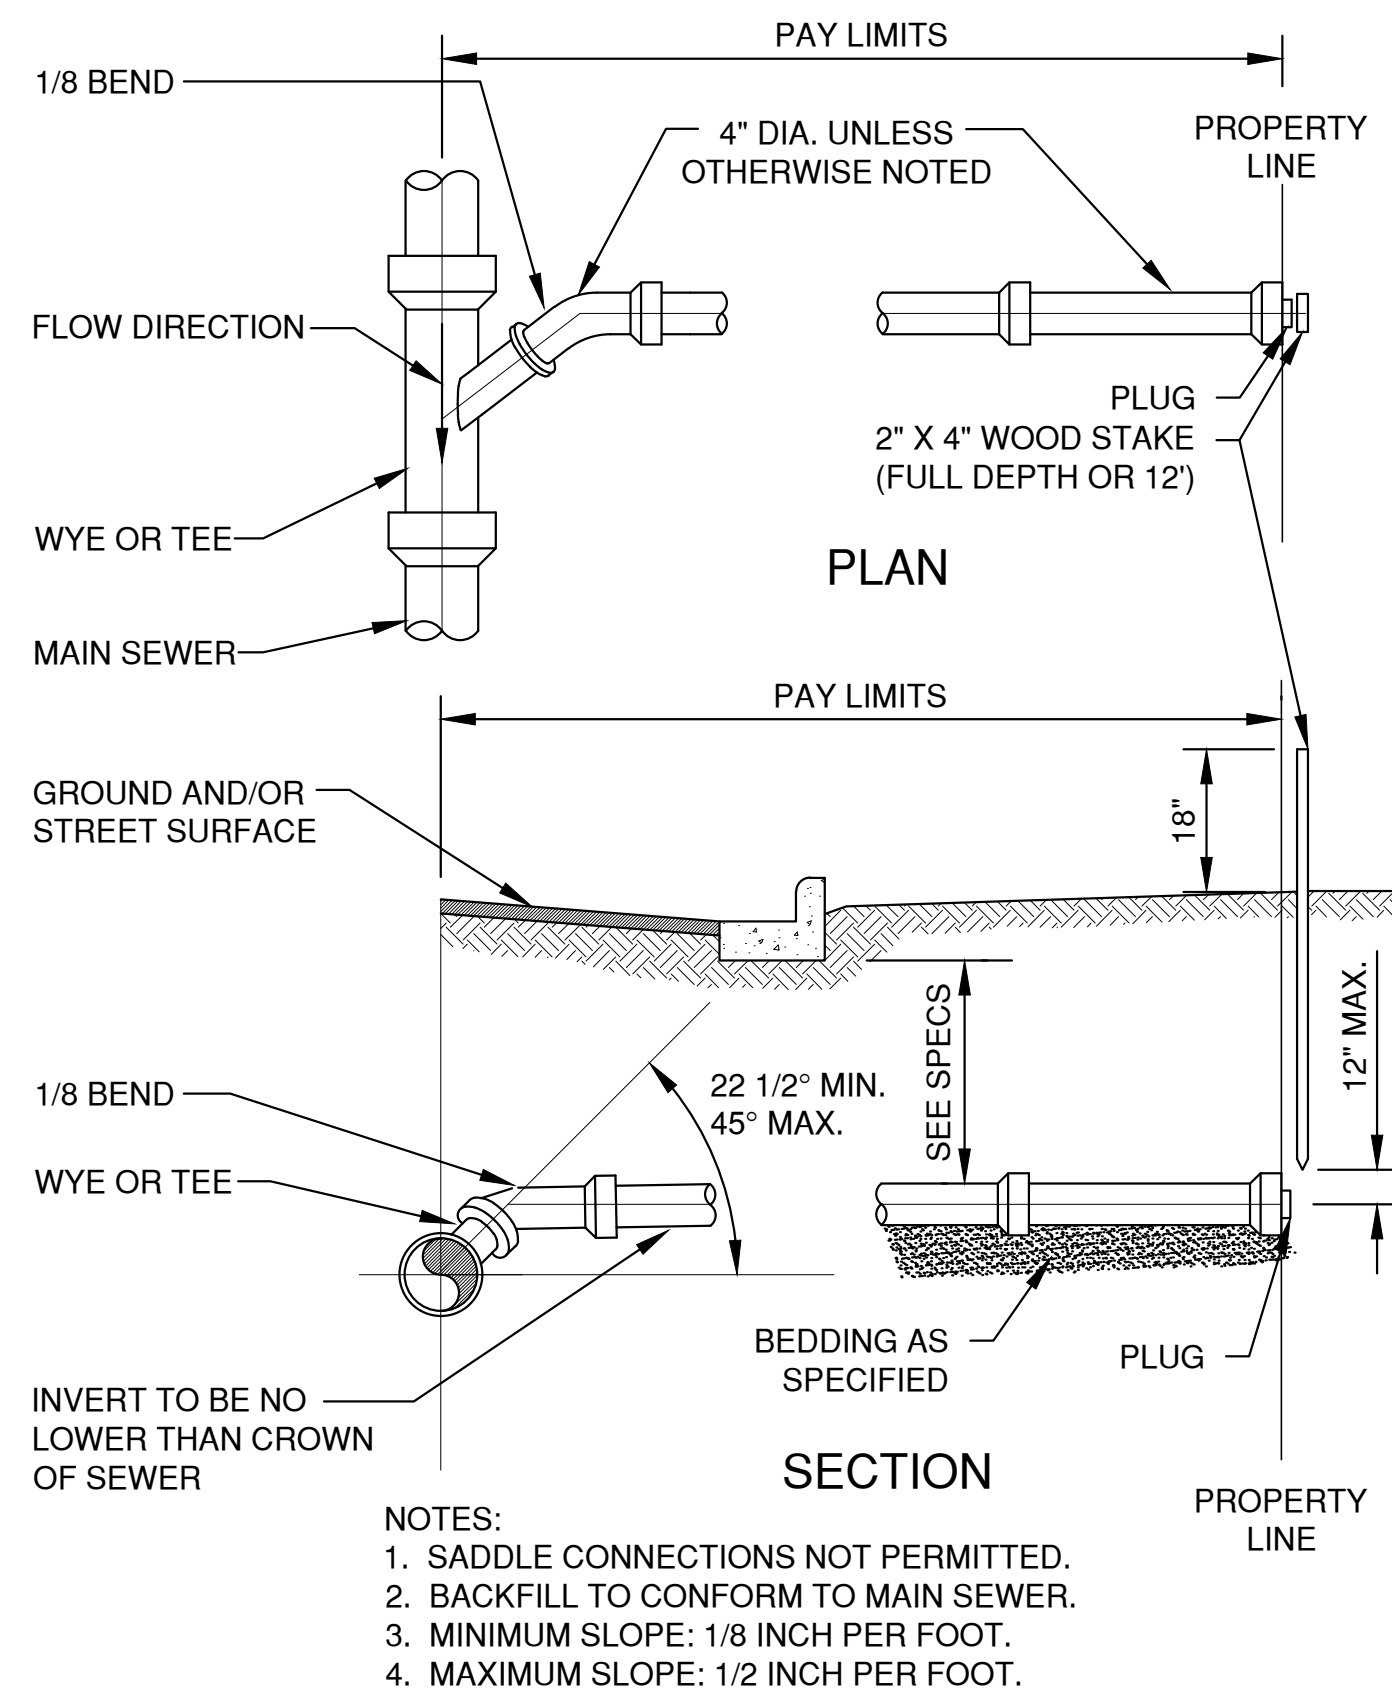 PAY LIMITS
1/8 BEND
4" DIA. UNLESS
OTHERWISE NOTED
PROPERTY
LINE
FLOW DIRECTION
PLUG
2" X 4" WOOD STAKE
(FULL DEPTH OR 12')
WYE OR TEE
PLAN
MAIN SEWER
PAY LIMITS
GROUND AND/OR
STREET SURFACE
18"
SEE SPECS
12" MAX.
22 1/2° MIN.
45° MAX.
1/8 BEND
WYE OR TEE
BEDDING AS
SPECIFIED
PLUG
INVERT TO BE NO
LOWER THAN CROWN
OF SEWER
SECTION
PROPERTY
LINE
NOTES:
1. SADDLE CONNECTIONS NOT PERMITTED.
2. BACKFILL TO CONFORM TO MAIN SEWER.
3. MINIMUM SLOPE: 1/8 INCH PER FOOT.
4. MAXIMUM SLOPE: 1/2 INCH PER FOOT.